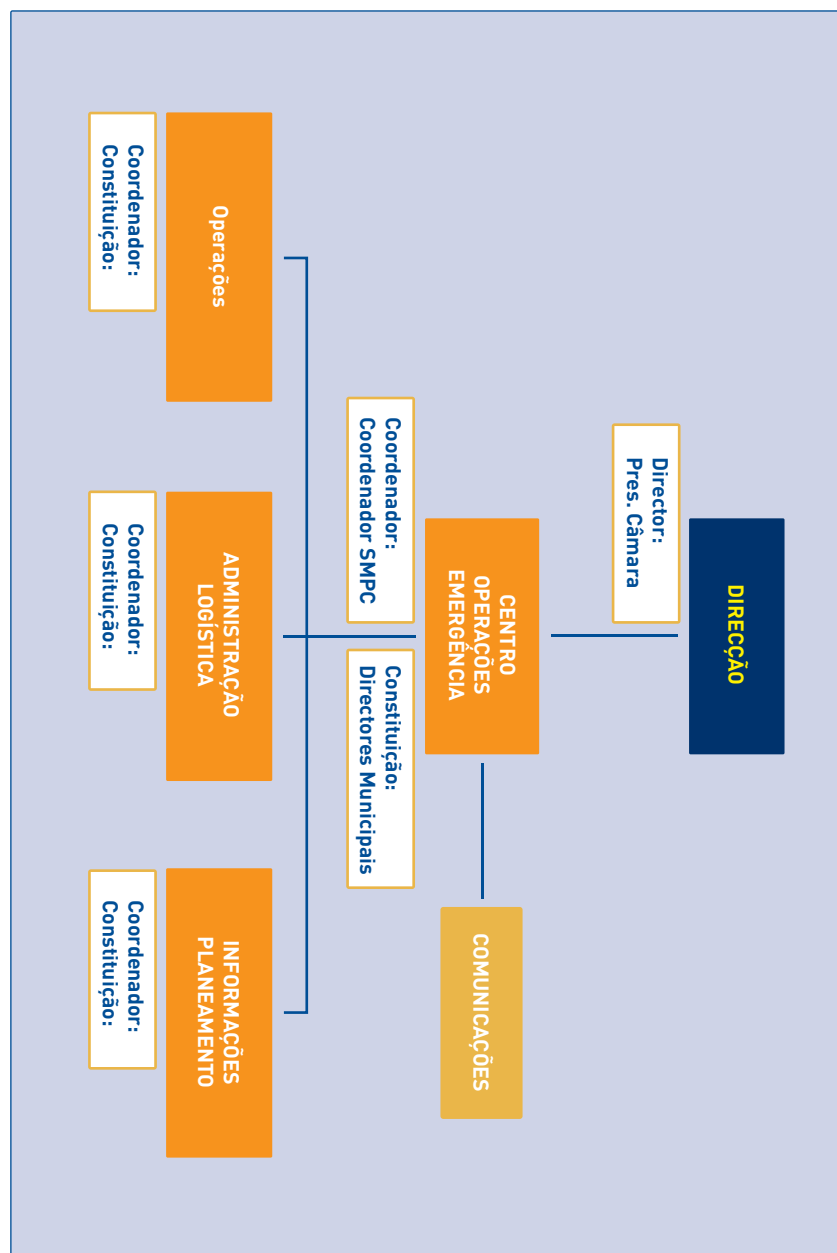 DIRECÇÃO
Director:
Pres. Câmara
CENTRO
OPERAÇÕES
EMERGÊNCIA
Coordenador:
Coordenador SMPC
Constituição:
Directores Municipais
COMUNICAÇÕES
Operações
Coordenador:
Constituição:
ADMINISTRAÇÃO
LOGÍSTICA
Coordenador:
Constituição:
INFORMAÇÕES
PLANEAMENTO
Coordenador:
Constituição: